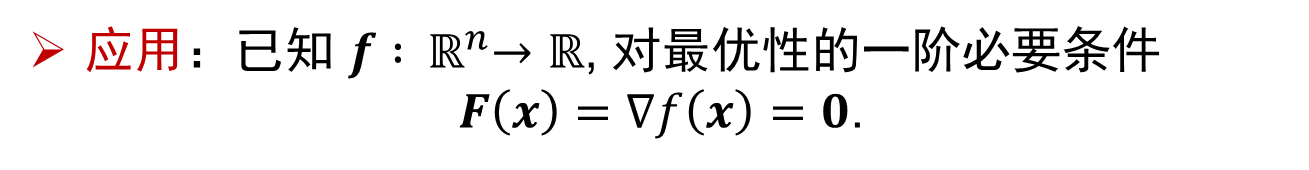 ➢ 应用：已知 𝒇：ℝⁿ→ ℝ, 对最优性的一阶必要条件
𝑭(𝒙) = ∇𝑓(𝒙) = 𝟎.